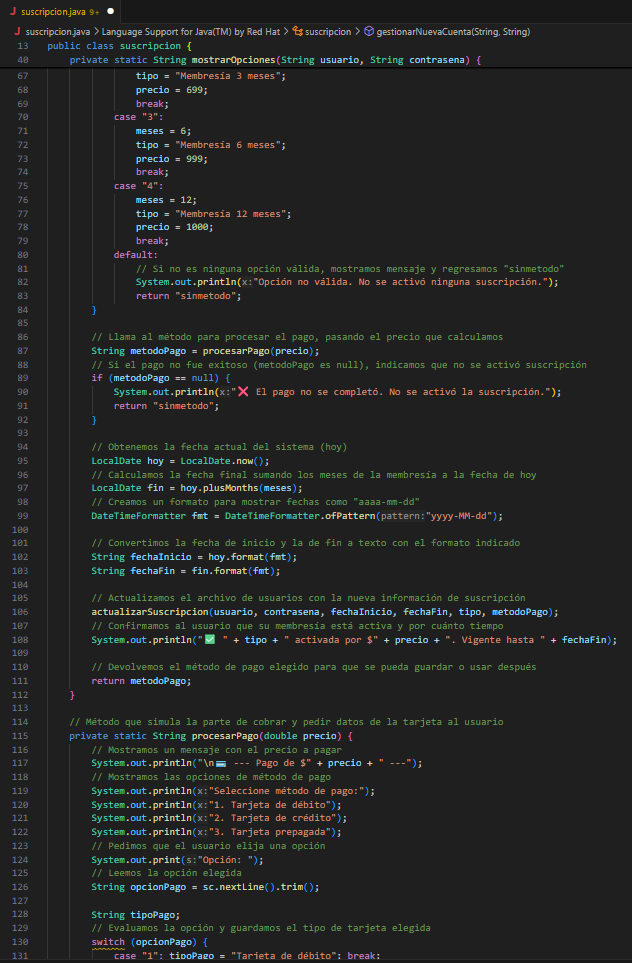 J suscripcion.java 9+ ●
J suscripcion.java > Language Support for Java(TM) by Red Hat > suscripcion > gestionarNuevaCuenta(String, String)
13 public class suscripcion {
40 private static String mostrarOpciones(String usuario, String contrasena) {
67 tipo = "Membresía 3 meses";
68 precio = 699;
69 break;
70 case "3":
71 meses = 6;
72 tipo = "Membresía 6 meses";
73 precio = 999;
74 break;
75 case "4":
76 meses = 12;
77 tipo = "Membresía 12 meses";
78 precio = 1000;
79 break;
80 default:
81 // Si no es ninguna opción válida, mostramos mensaje y regresamos "sinmetodo"
82 System.out.println(x:"Opción no válida. No se activó ninguna suscripción.");
83 return "sinmetodo";
84 }
85
86 // Llama al método para procesar el pago, pasando el precio que calculamos
87 String metodoPago = procesarPago(precio);
88 // Si el pago no fue exitoso (metodoPago es null), indicamos que no se activó suscripción
89 if (metodoPago == null) {
90 System.out.println(x:"❌ El pago no se completó. No se activó la suscripción.");
91 return "sinmetodo";
92 }
93
94 // Obtenemos la fecha actual del sistema (hoy)
95 LocalDate hoy = LocalDate.now();
96 // Calculamos la fecha final sumando los meses de la membresía a la fecha de hoy
97 LocalDate fin = hoy.plusMonths(meses);
98 // Creamos un formato para mostrar fechas como "aaaa-mm-dd"
99 DateTimeFormatter fmt = DateTimeFormatter.ofPattern(pattern:"yyyy-MM-dd");
100
101 // Convertimos la fecha de inicio y la de fin a texto con el formato indicado
102 String fechaInicio = hoy.format(fmt);
103 String fechaFin = fin.format(fmt);
104
105 // Actualizamos el archivo de usuarios con la nueva información de suscripción
106 actualizarSuscripcion(usuario, contrasena, fechaInicio, fechaFin, tipo, metodoPago);
107 // Confirmamos al usuario que su membresía está activa y por cuánto tiempo
108 System.out.println("✅ " + tipo + " activada por $" + precio + ". Vigente hasta " + fechaFin);
109
110 // Devolvemos el método de pago elegido para que se pueda guardar o usar después
111 return metodoPago;
112 }
113
114 // Método que simula la parte de cobrar y pedir datos de la tarjeta al usuario
115 private static String procesarPago(double precio) {
116 // Mostramos un mensaje con el precio a pagar
117 System.out.println("\n💳 --- Pago de $" + precio + " ---");
118 // Mostramos las opciones de método de pago
119 System.out.println(x:"Seleccione método de pago:");
120 System.out.println(x:"1. Tarjeta de débito");
121 System.out.println(x:"2. Tarjeta de crédito");
122 System.out.println(x:"3. Tarjeta prepagada");
123 // Pedimos que el usuario elija una opción
124 System.out.print(s:"Opción: ");
125 // Leemos la opción elegida
126 String opcionPago = sc.nextLine().trim();
127
128 String tipoPago;
129 // Evaluamos la opción y guardamos el tipo de tarjeta elegida
130 switch (opcionPago) {
131 case "1": tipoPago = "Tarjeta de débito"; break;